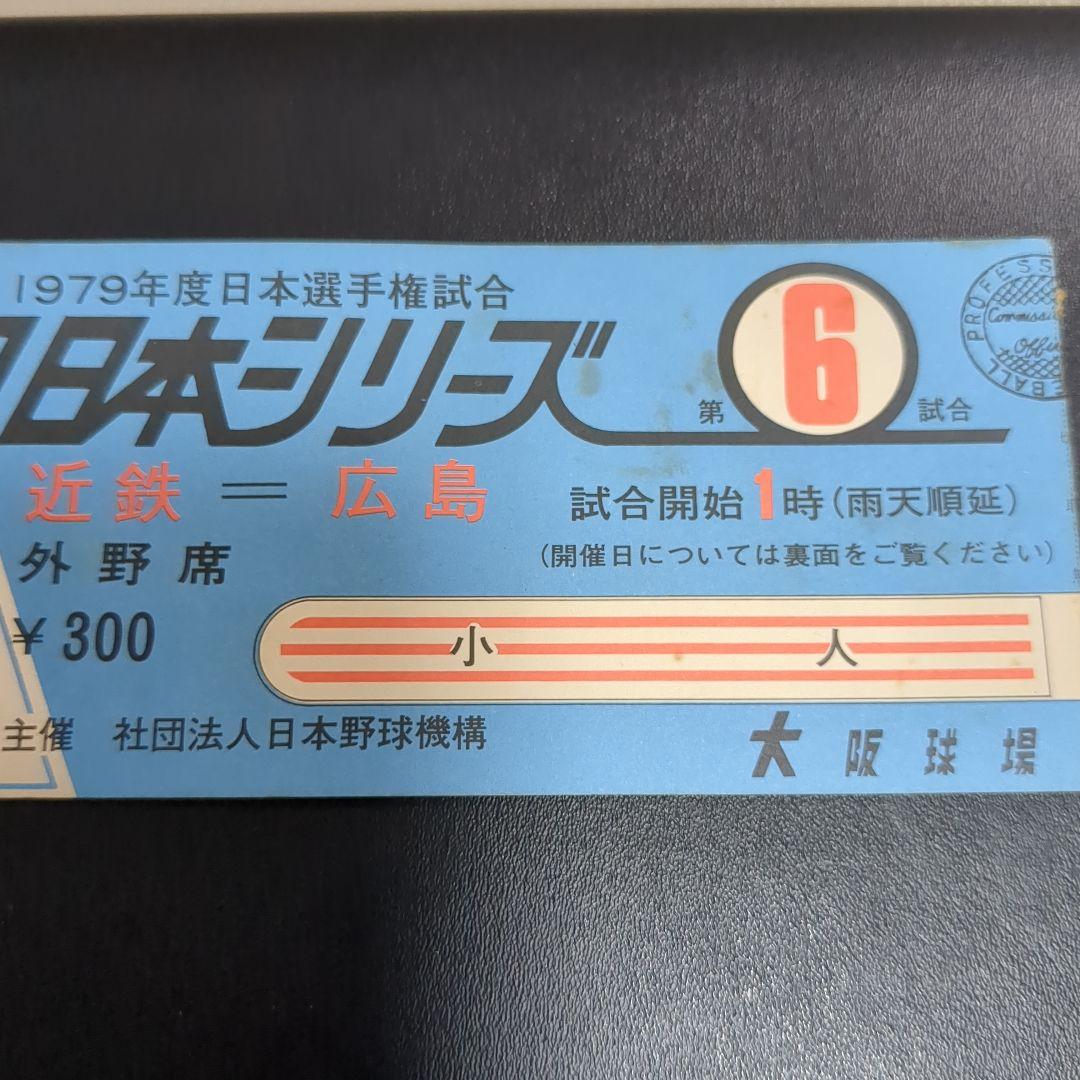 1979年度日本選手権試合
日本シリーズ
第6試合
PROFESS
Commissi
Off
EBALL
近鉄=広島
試合開始1時(雨天順延)
外野席
(開催日については裏面をご覧ください)
¥300
小人
主催 社団法人日本野球機構
大阪球場